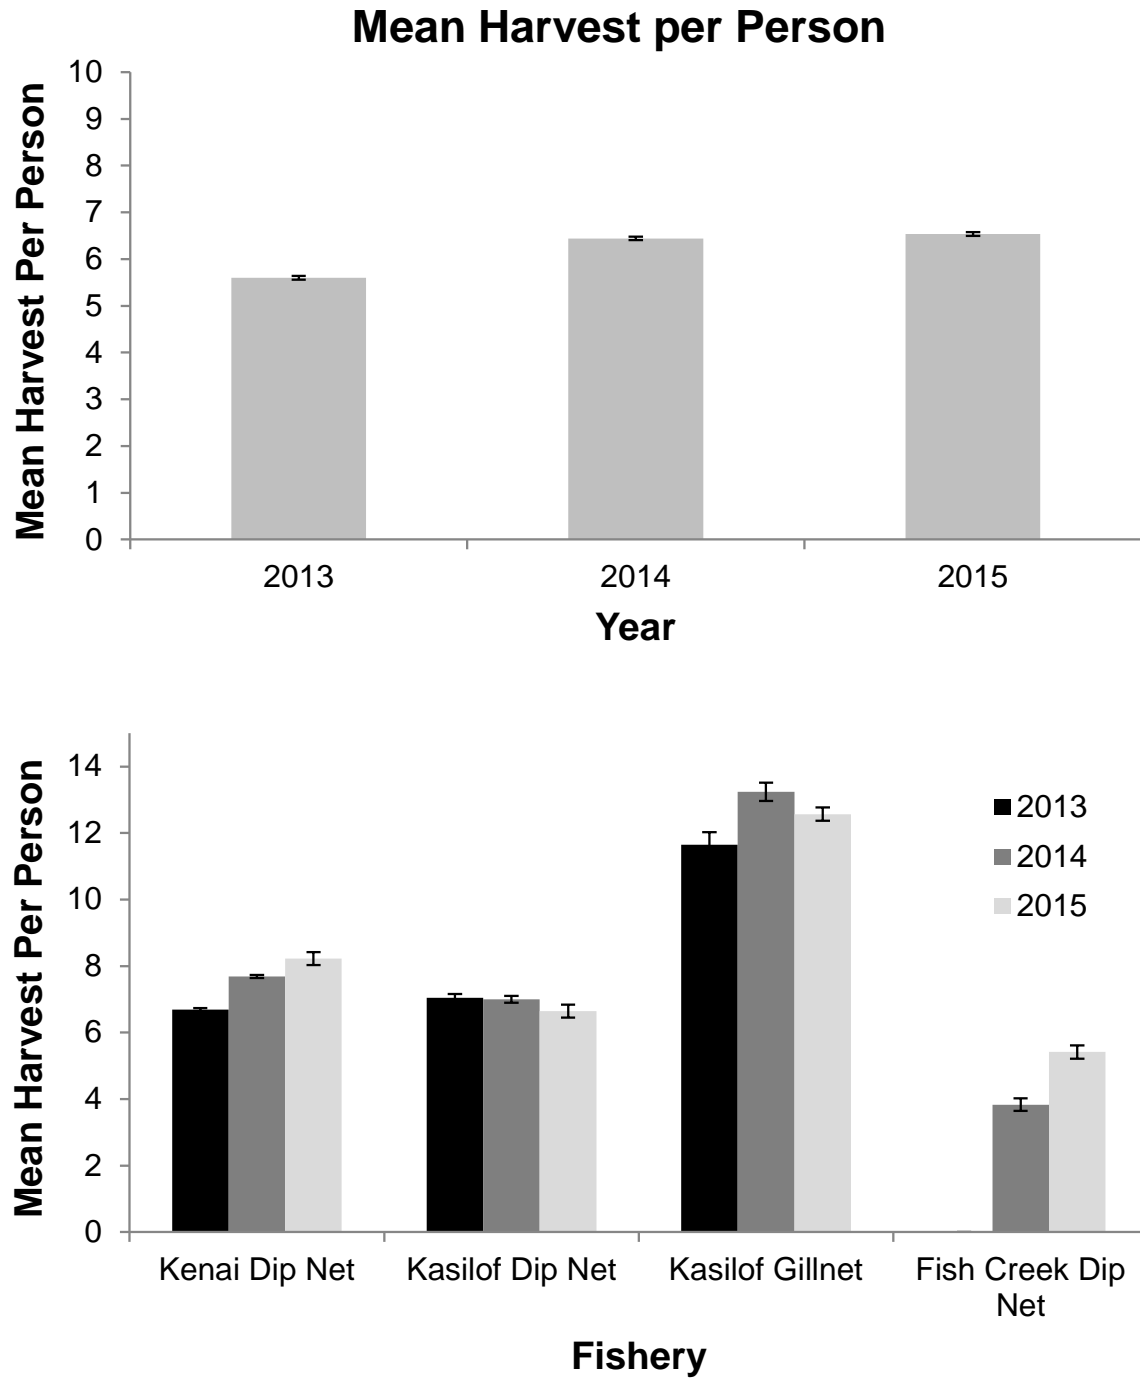 Mean Harvest per Person
Mean Harvest Per Person
10
9
8
7
6
5
4
3
2
1
0
2013
2014
2015
Year
Mean Harvest Per Person
14
12
10
8
6
4
2
0
2013
2014
2015
Kenai Dip Net
Kasilof Dip Net
Kasilof Gillnet
Fish Creek Dip
Net
Fishery